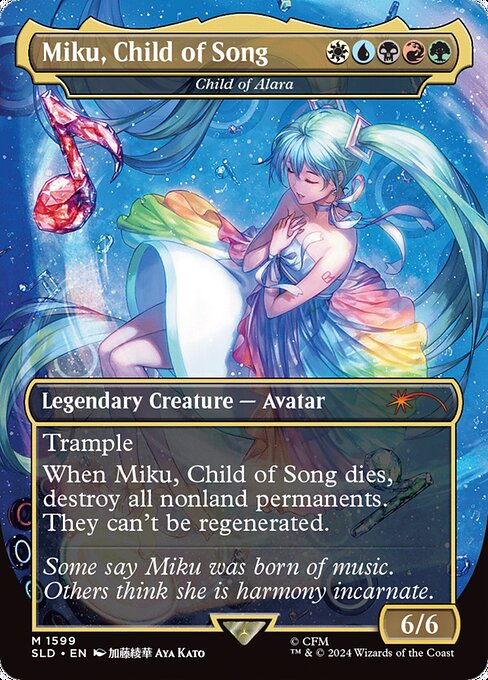 Miku, Child of Song
Child of Alara
Legendary Creature — Avatar
Trample
When Miku, Child of Song dies,
destroy all nonland permanents.
They can't be regenerated.
Some say Miku was born of music.
Others think she is harmony incarnate.
6/6
M 1599
SLD • EN 加藤綾華 Aya Kato
© CFM
™ & © 2024 Wizards of the Coast